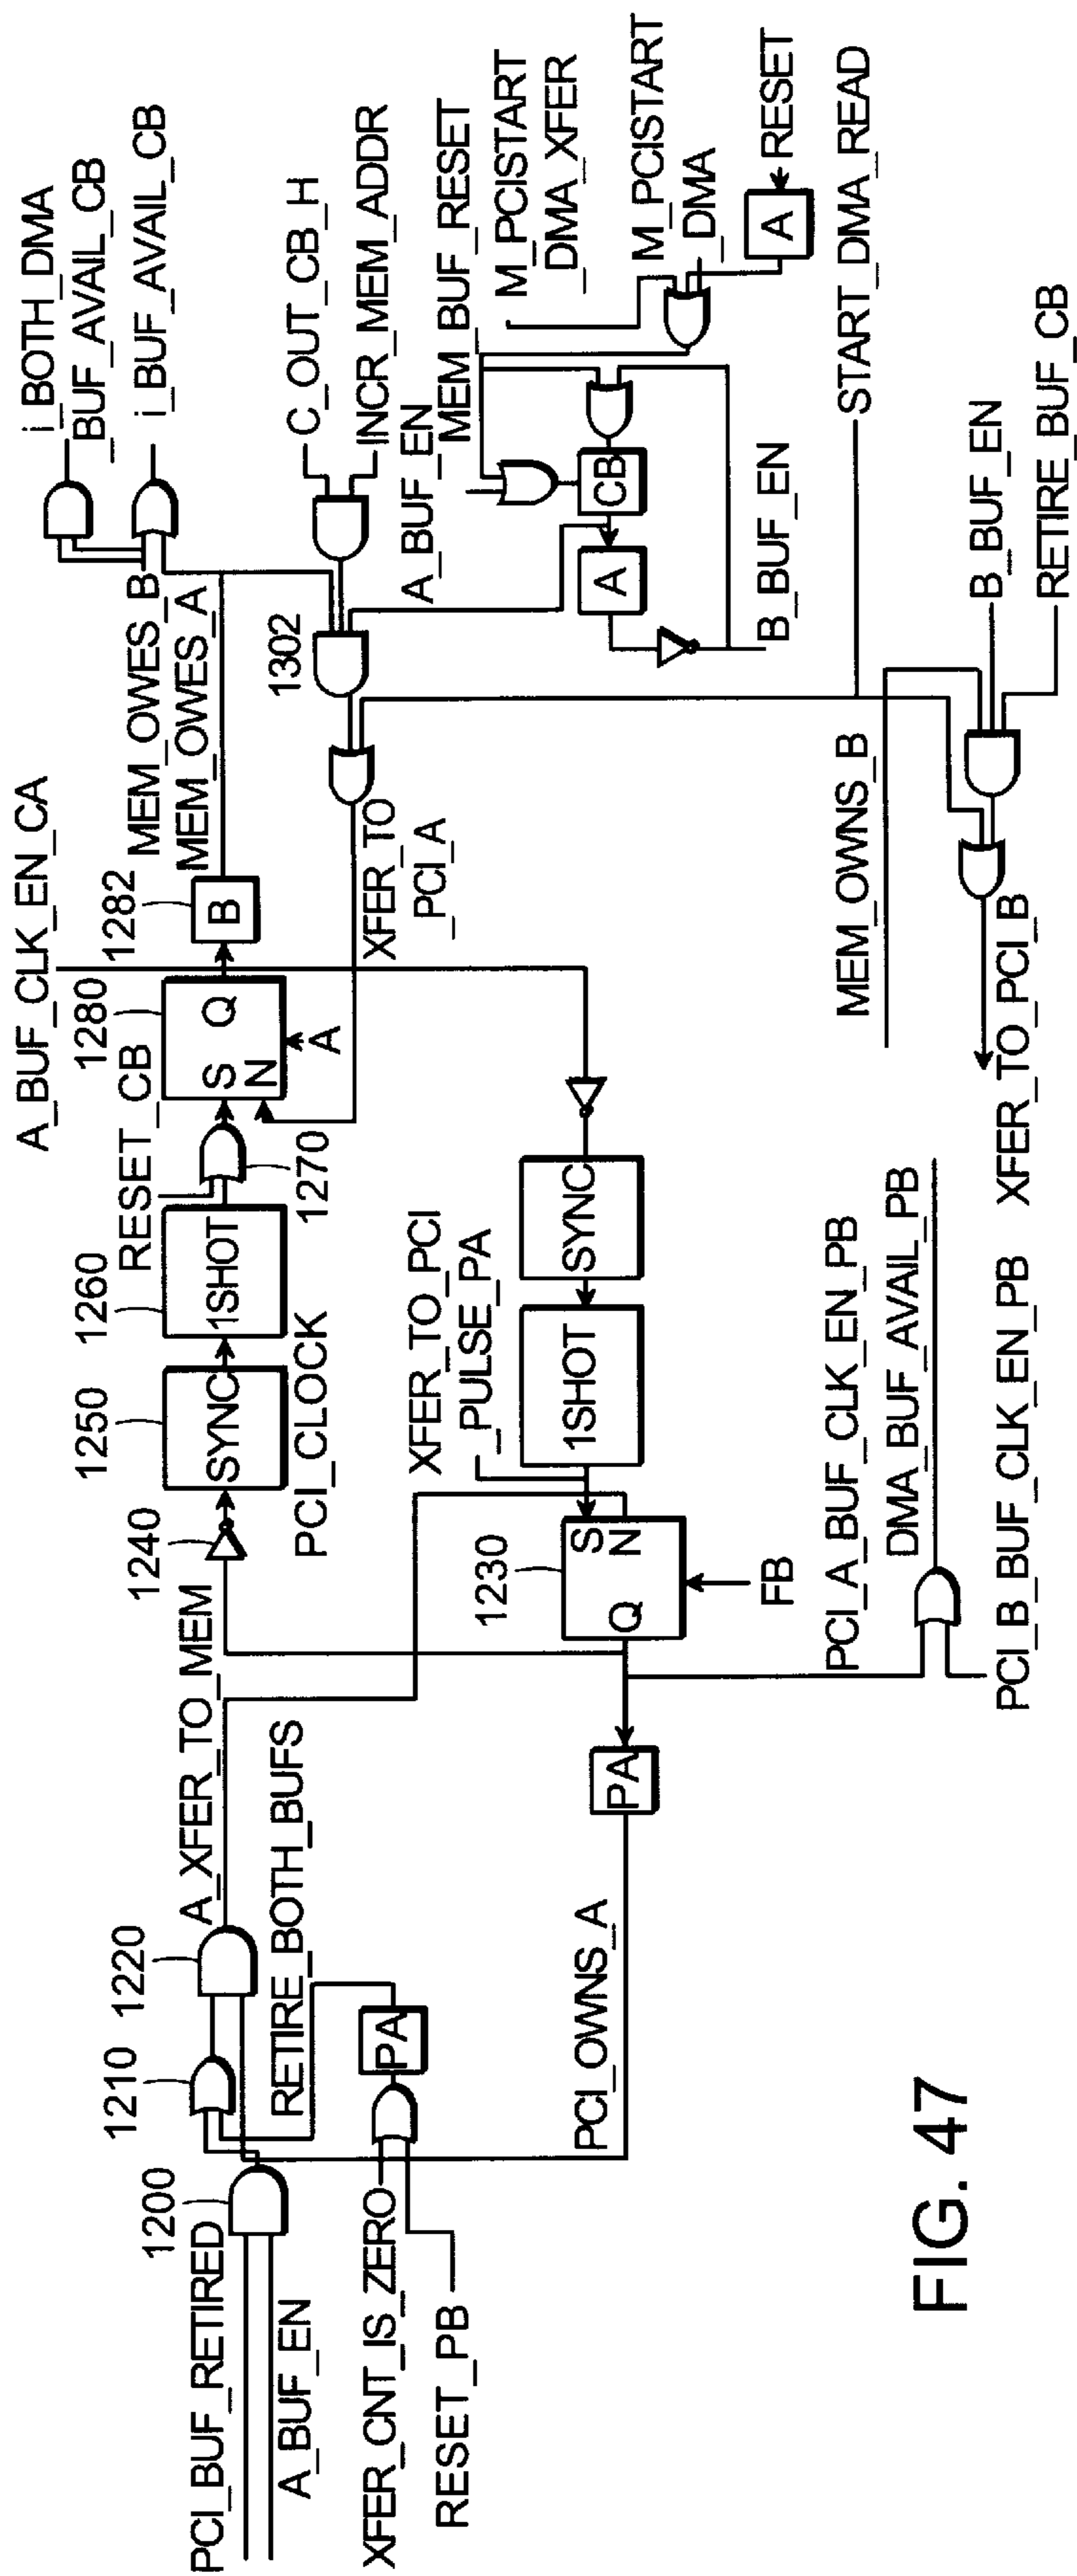 PCI_BUF_RETIRED
A_BUF_EN
1200
1210
1220
A_XFER_TO_MEM
RETIRE_BOTH_BUFS
XFER_CNT_IS_ZERO
RESET_PB
PA
PCI_OWNS_A
PA
1240
1250
SYNC
PCI_CLOCK
1260
1SHOT
RESET_CB
1270
1280
S
Q
N
A
1282
B
A_BUF_CLK_EN_CA
MEM_OWES_B
MEM_OWES_A
i_BOTH_DMA
_BUF_AVAIL_CB
i_BUF_AVAIL_CB
C_OUT_CB_H
INCR_MEM_ADDR
1302
XFER_TO
_PCI_A
XFER_TO_PCI
_PULSE_PA
1230
S
Q
N
FB
1SHOT
SYNC
A_BUF_EN
MEM_BUF_RESET
M_PCISTART
_DMA_XFER
M_PCISTART
_DMA
RESET
A
CB
A
B_BUF_EN
START_DMA_READ
PCI_A_BUF_CLK_EN_PB
DMA_BUF_AVAIL_PB
PCI_B_BUF_CLK_EN_PB
MEM_OWNS_B
B_BUF_EN
RETIRE_BUF_CB
XFER_TO_PCI_B
FIG. 47